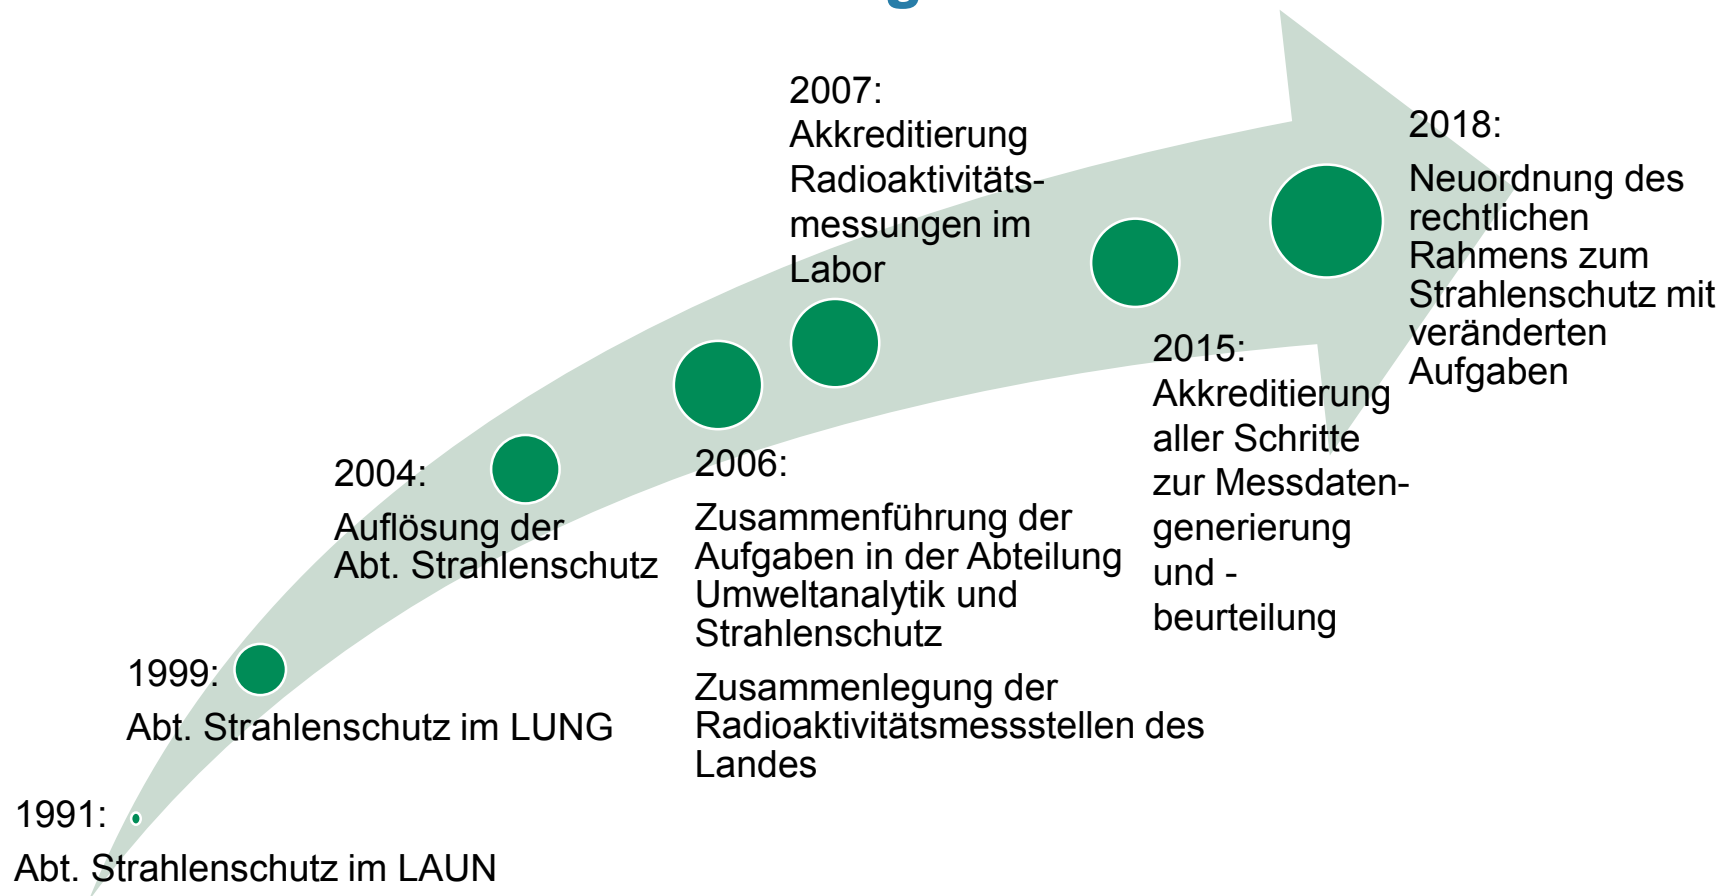 1991:
Abt. Strahlenschutz im LAUN
1999:
Abt. Strahlenschutz im LUNG
2004:
Auflösung der
Abt. Strahlenschutz
2006:
Zusammenführung der
Aufgaben in der Abteilung
Umweltanalytik und
Strahlenschutz
Zusammenlegung der
Radioaktivitätsmessstellen des
Landes
2007:
Akkreditierung
Radioaktivitäts-
messungen im
Labor
2015:
Akkreditierung
aller Schritte
zur Messdaten-
generierung
und -
beurteilung
2018:
Neuordnung des
rechtlichen
Rahmens zum
Strahlenschutz mit
veränderten
Aufgaben